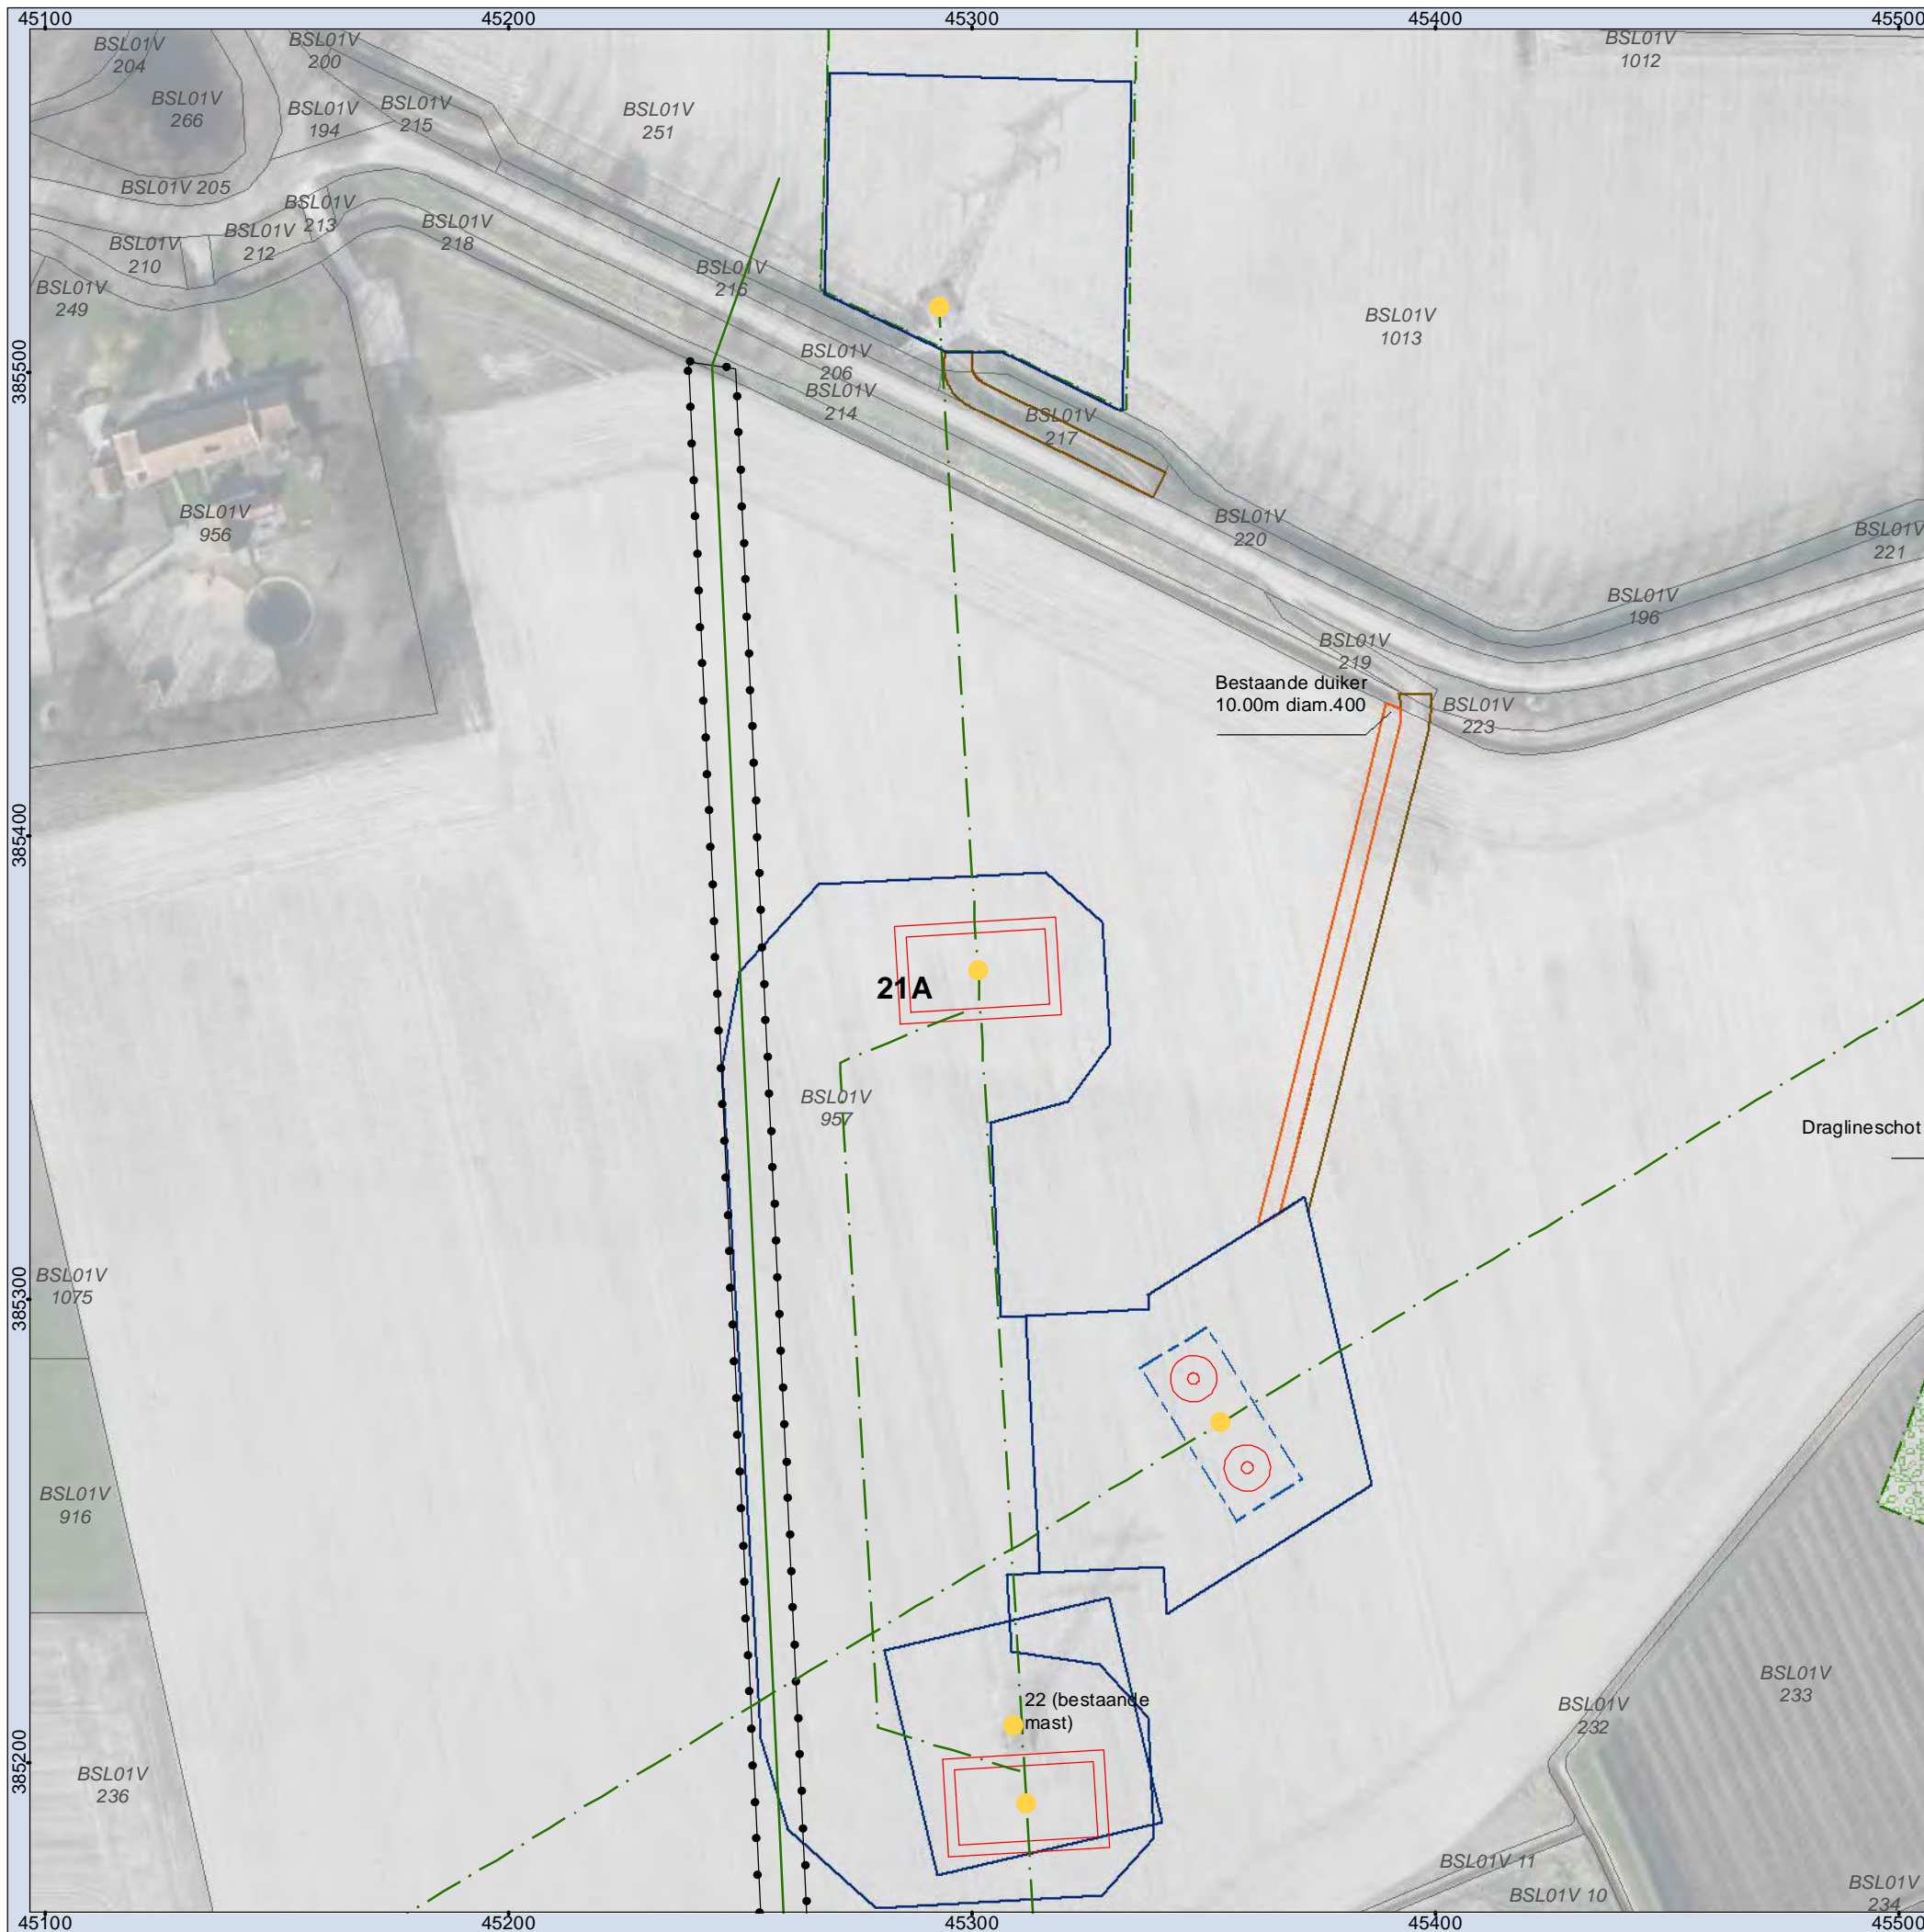 45100
45200
45300
45400
45500
BSL01V
204
BSL01V
200
BSL01V
1012
BSL01V
266
BSL01V
194
BSL01V
215
BSL01V
251
BSL01V 205
BSL01V
213
BSL01V
212
BSL01V
218
BSL01V
210
BSL01V
249
BSL01V
216
BSL01V
1013
385500
BSL01V
206
BSL01V
214
BSL01V
217
BSL01V
956
BSL01V
220
BSL01V
221
BSL01V
196
BSL01V
219
Bestaande duiker
10.00m diam.400
BSL01V
223
385400
21A
BSL01V
957
Draglineschot
BSL01V
1075
385300
BSL01V
916
22 (bestaande
mast)
BSL01V
233
BSL01V
232
385200
BSL01V
236
BSL01V 11
BSL01V 10
BSL01V
234
45100
45200
45300
45400
45500